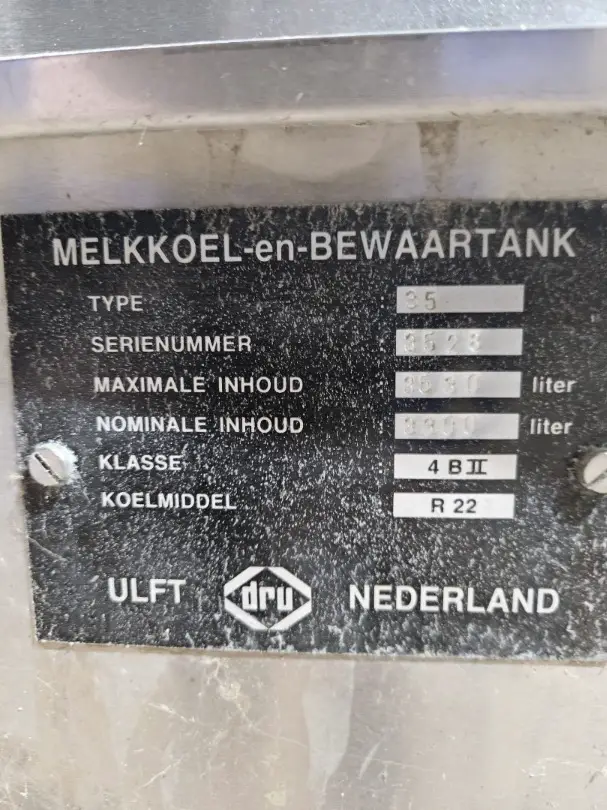 MELKKOEL-en-BEWAARTANK
TYPE : 35
SERIENUMMER :
MAXIMALE INHOUD : liter
NOMINALE INHOUD : liter
KLASSE : 4 B II
KOELMIDDEL : R 22
ULFT dru NEDERLAND